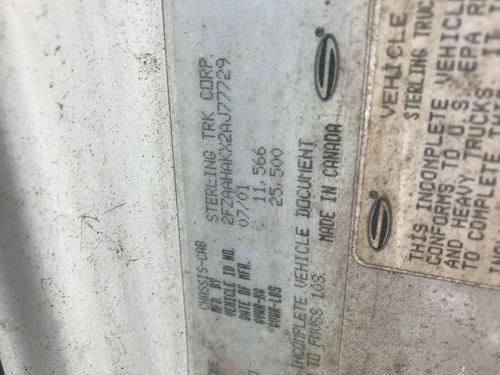 CHASSIS-CAB
MFD. BY STERLING TRK CORP.
VEHICLE ID NO. 2FZAAHAKX2AJ77729
DATE OF MFR. 07/01
GVWR-KG 11,566
GVWR-LBS 25,500
INCOMPLETE VEHICLE DOCUMENT
TO FMVSS 108. MADE IN CANADA
VEHICLE
STERLING TRUC
THIS INCOMPLETE VEHICLE
CONFORMS TO U.S. EPA RE
AND HEAVY TRUCKS
TO COMPLETE IT